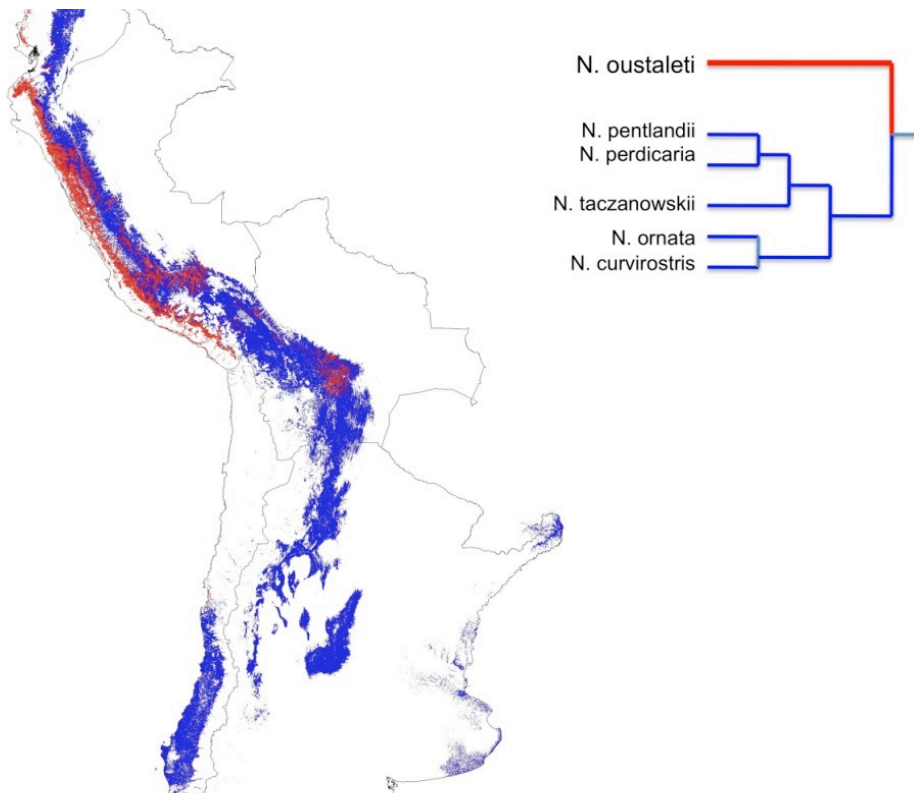 N. oustaleti
N. pentlandii
N. perdicaria
N. taczanowskii
N. ornata
N. curvirostris